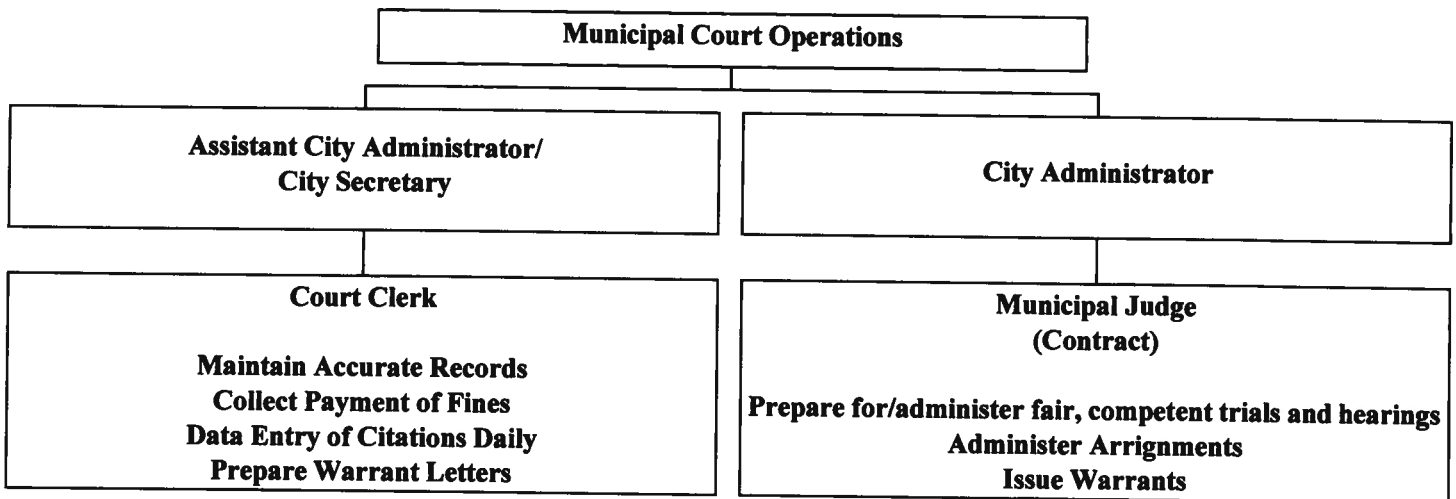 Municipal Court Operations
Assistant City Administrator/
City Secretary
City Administrator
Court Clerk
Maintain Accurate Records
Collect Payment of Fines
Data Entry of Citations Daily
Prepare Warrant Letters
Municipal Judge
(Contract)
Prepare for/administer fair, competent trials and hearings
Administer Arrignments
Issue Warrants